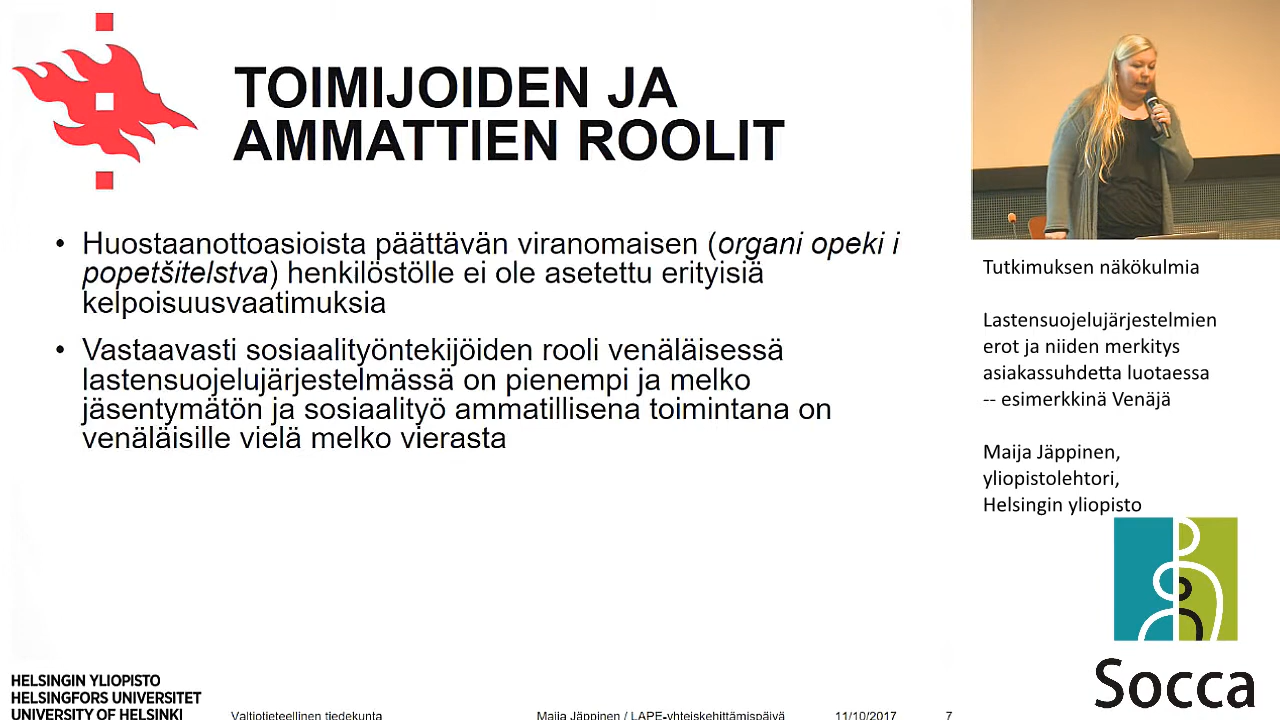 TOIMIJOIDEN JA
AMMATTIEN ROOLIT
• Huostaanottoasioista päättävän viranomaisen (organi opeki i
popetšitelstva) henkilöstölle ei ole asetettu erityisiä
kelpoisuusvaatimuksia
• Vastaavasti sosiaalityöntekijöiden rooli venäläisessä
lastensuojelujärjestelmässä on pienempi ja melko
jäsentymätön ja sosiaalityö ammatillisena toimintana on
venäläisille vielä melko vierasta
HELSINGIN YLIOPISTO
HELSINGFORS UNIVERSITET
UNIVERSITY OF HELSINKI
Valtiotieteellinen tiedekunta
Maija Jäppinen / LAPE-yhteiskehittämispäivä
11/10/2017
7
Tutkimuksen näkökulmia
Lastensuojelujärjestelmien
erot ja niiden merkitys
asiakassuhdetta luotaessa
-- esimerkkinä Venäjä
Maija Jäppinen,
yliopistolehtori,
Helsingin yliopisto
Socca